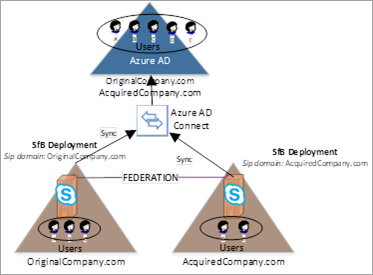 Users
Azure AD
OriginalCompany.com
AcquiredCompany.com
Azure AD
Connect
SfB Deployment
Sip domain: OriginalCompany.com
Sync
Sync
SfB Deployment
Sip domain: AcquiredCompany.com
FEDERATION
Users
Users
OriginalCompany.com
AcquiredCompany.com